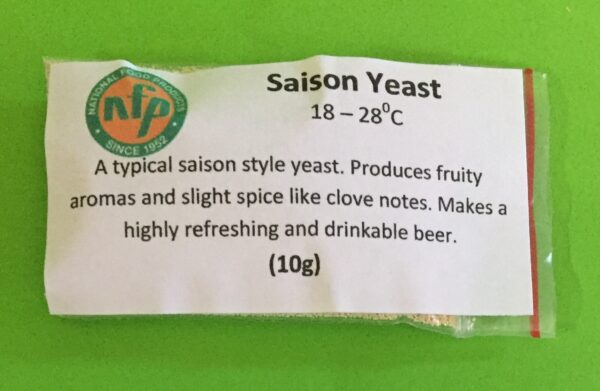 NATIONAL FOOD PRODUCTS
nfp
SINCE 1952
Saison Yeast
18 – 28⁰C
A typical saison style yeast. Produces fruity
aromas and slight spice like clove notes. Makes a
highly refreshing and drinkable beer.
(10g)